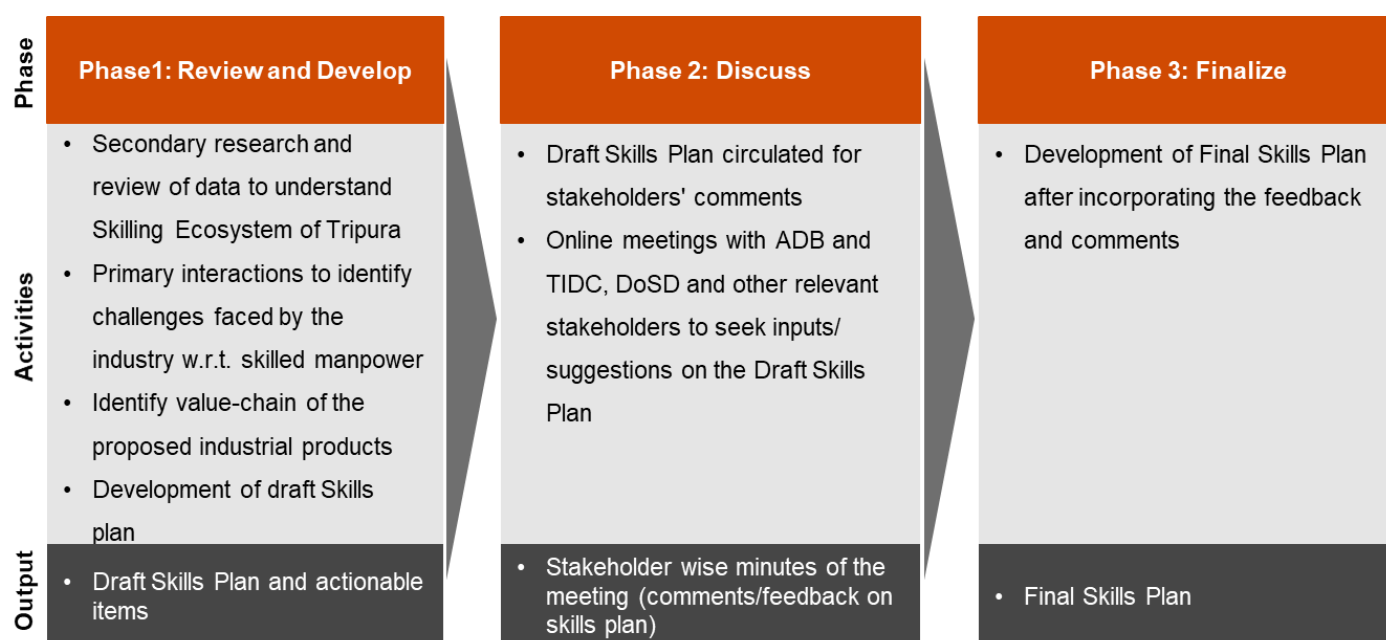 Phase
Phase1: Review and Develop
Phase 2: Discuss
Phase 3: Finalize
Activities
• Secondary research and
review of data to understand
Skilling Ecosystem of Tripura
• Primary interactions to identify
challenges faced by the
industry w.r.t. skilled manpower
• Identify value-chain of the
proposed industrial products
• Development of draft Skills
plan
• Draft Skills Plan circulated for
stakeholders' comments
• Online meetings with ADB and
TIDC, DoSD and other relevant
stakeholders to seek inputs/
suggestions on the Draft Skills
Plan
• Development of Final Skills Plan
after incorporating the feedback
and comments
Output
• Draft Skills Plan and actionable
items
• Stakeholder wise minutes of the
meeting (comments/feedback on
skills plan)
• Final Skills Plan